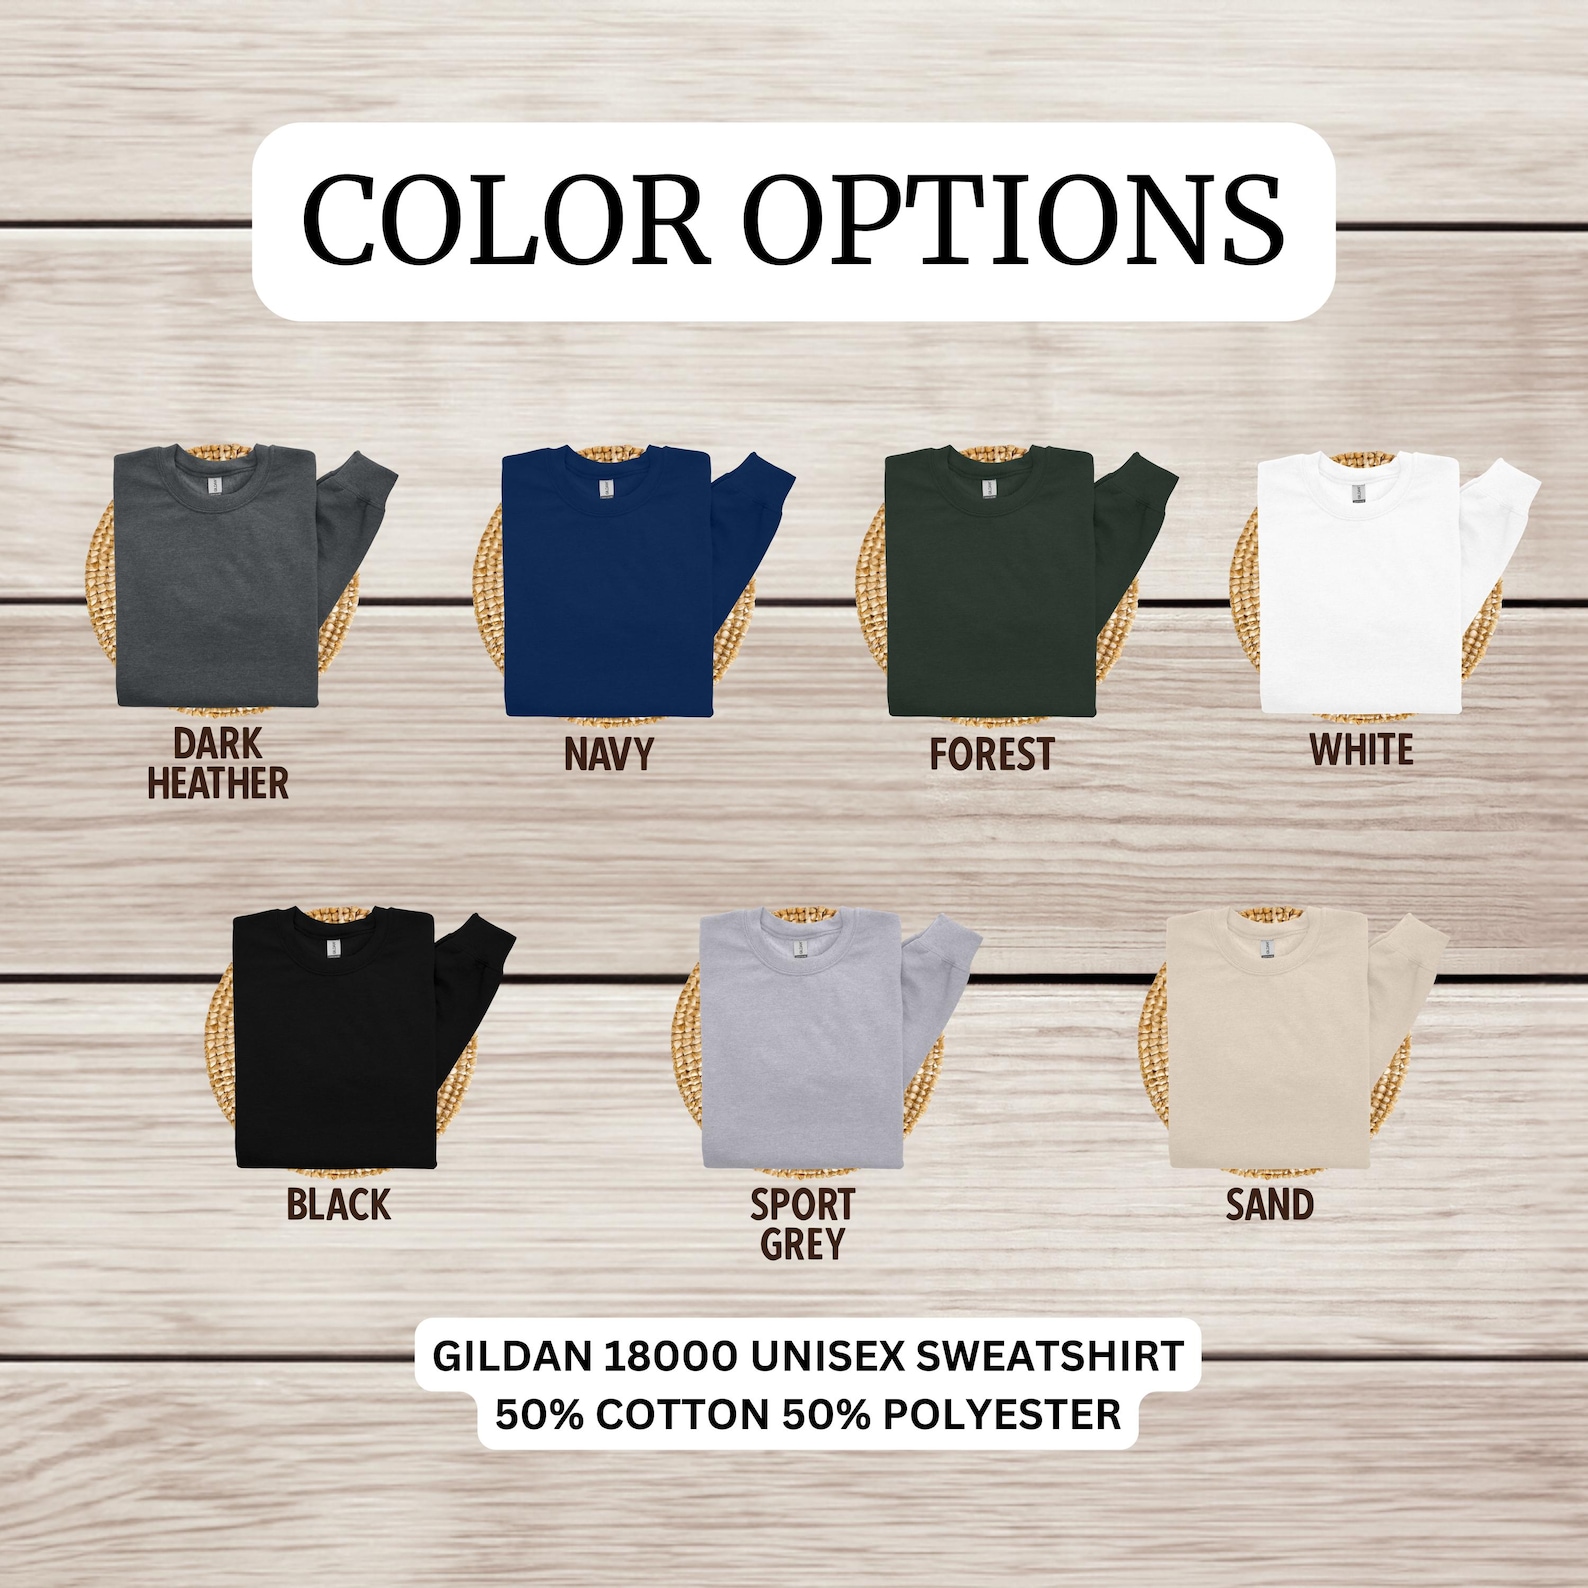 COLOR OPTIONS
DARK
HEATHER
NAVY
FOREST
WHITE
BLACK
SPORT
GREY
SAND
GILDAN 18000 UNISEX SWEATSHIRT
50% COTTON 50% POLYESTER